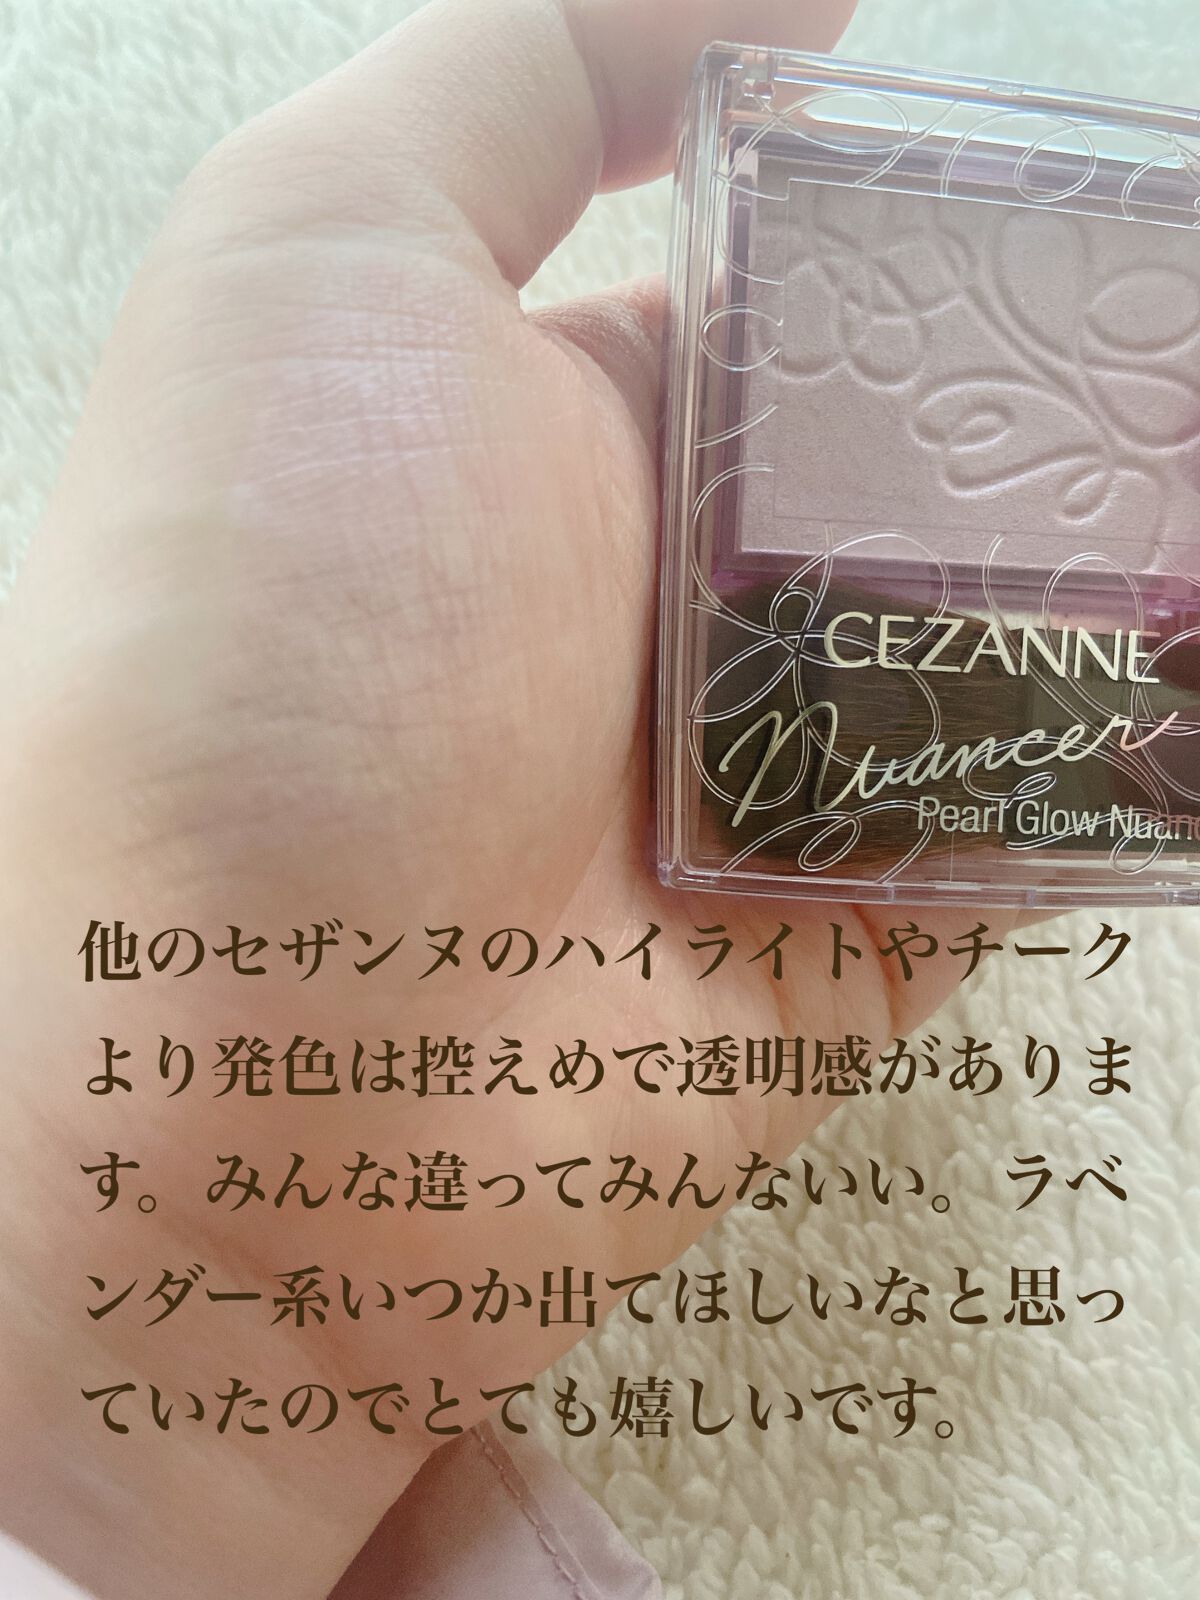 CEZANNE
Nuancer
Pearl Glow
他のセザンヌのハイライトやチーク
より発色は控えめで透明感がありま
す。みんな違ってみんないい。ラベ
ンダー系いつか出てほしいなと思っ
ていたのでとても嬉しいです。